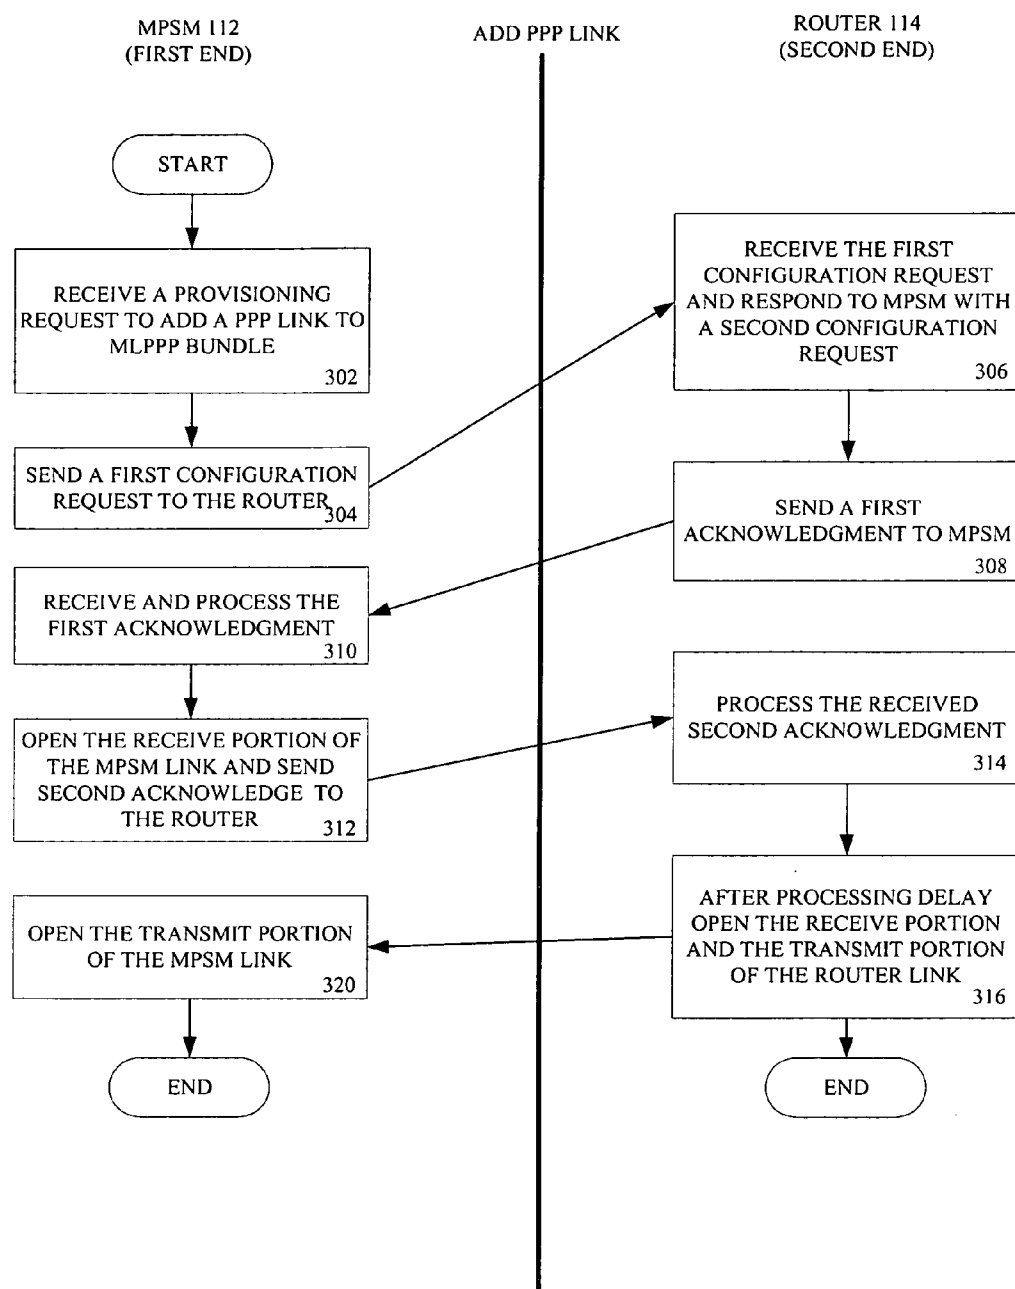 MPSM 112
(FIRST END)
ADD PPP LINK
ROUTER 114
(SECOND END)
START
RECEIVE A PROVISIONING
REQUEST TO ADD A PPP LINK TO
MLPPP BUNDLE
302
SEND A FIRST CONFIGURATION
REQUEST TO THE ROUTER
304
RECEIVE THE FIRST
CONFIGURATION REQUEST
AND RESPOND TO MPSM WITH
A SECOND CONFIGURATION
REQUEST
306
SEND A FIRST
ACKNOWLEDGMENT TO MPSM
308
RECEIVE AND PROCESS THE
FIRST ACKNOWLEDGMENT
310
OPEN THE RECEIVE PORTION OF
THE MPSM LINK AND SEND
SECOND ACKNOWLEDGE TO
THE ROUTER
312
PROCESS THE RECEIVED
SECOND ACKNOWLEDGMENT
314
AFTER PROCESSING DELAY
OPEN THE RECEIVE PORTION
AND THE TRANSMIT PORTION
OF THE ROUTER LINK
316
OPEN THE TRANSMIT PORTION
OF THE MPSM LINK
320
END
END